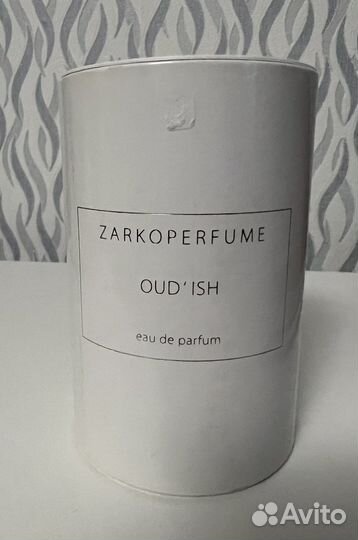 ZARKOPERFUME
OUD'ISH
eau de parfum
Avito